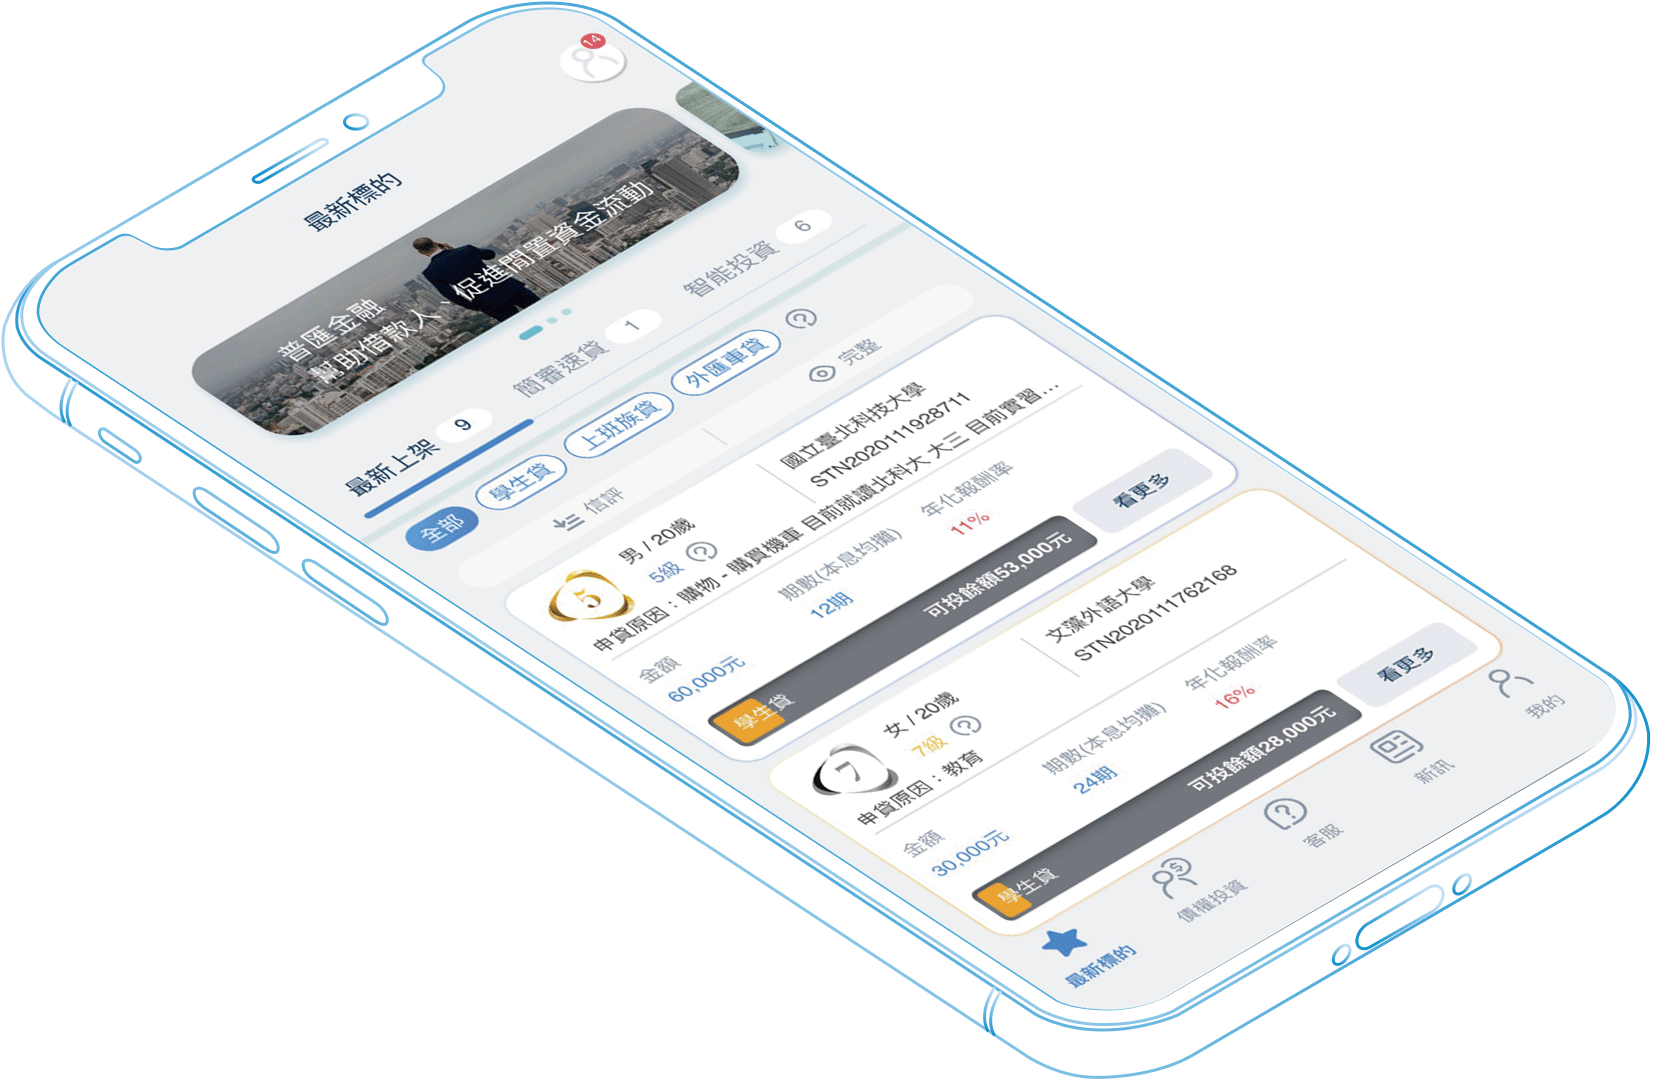 14
最新標的
普匯金融
幫助借款人、促進閒置資金流動
最新上架 9
簡審速貸 1
智能投資 6
全部
學生貸
上班族貸
外匯車貸
信評
完整
5
男 / 20歲
5級
國立臺北科技大學
STN20201119287​11
申貸原因：購物 - 購買機車 目前就讀北科大 大三 目前實習...
金額
60,000元
期數(本息均攤)
12期
年化報酬率
11%
看更多
學生貸
可投餘額53,000元
7
女 / 20歲
7級
文藻外語大學
STN2020111762168
申貸原因：教育
金額
30,000元
期數(本息均攤)
24期
年化報酬率
16%
看更多
學生貸
可投餘額28,000元
最新標的
債權投資
客服
新訊
我的